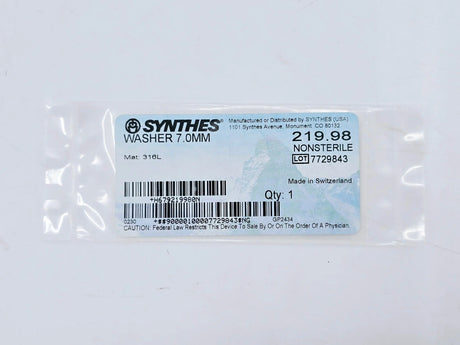 SYNTHES®
Manufactured or Distributed by SYNTHES (USA)
1101 Synthes Avenue, Monument, CO 80132
WASHER 7.0MM
219.98
NONSTERILE
Mat: 316L
LOT 7729843
Made in Switzerland
Qty: 1
*H679219980N
0230
GP2434
*+$$90000100007729843#NG
CAUTION: Federal Law Restricts This Device To Sale By Or On The Order Of A Physician.